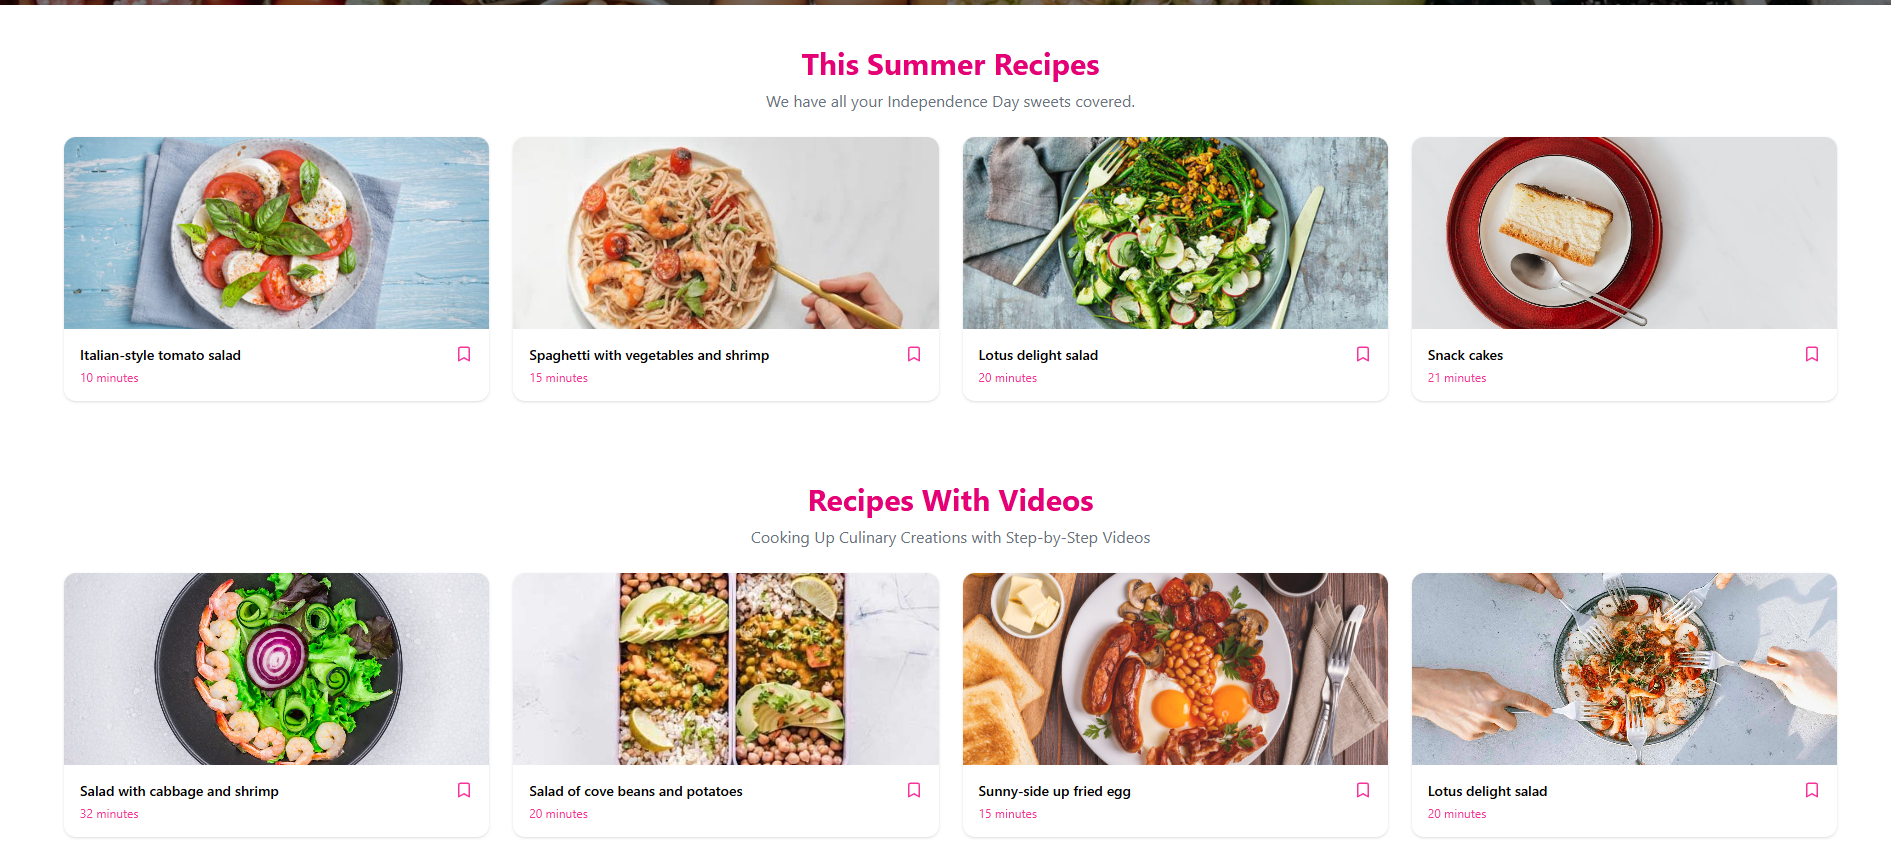 This Summer Recipes
We have all your Independence Day sweets covered.
Italian-style tomato salad
10 minutes
Spaghetti with vegetables and shrimp
15 minutes
Lotus delight salad
20 minutes
Snack cakes
21 minutes
Recipes With Videos
Cooking Up Culinary Creations with Step-by-Step Videos
Salad with cabbage and shrimp
32 minutes
Salad of cove beans and potatoes
20 minutes
Sunny-side up fried egg
15 minutes
Lotus delight salad
20 minutes